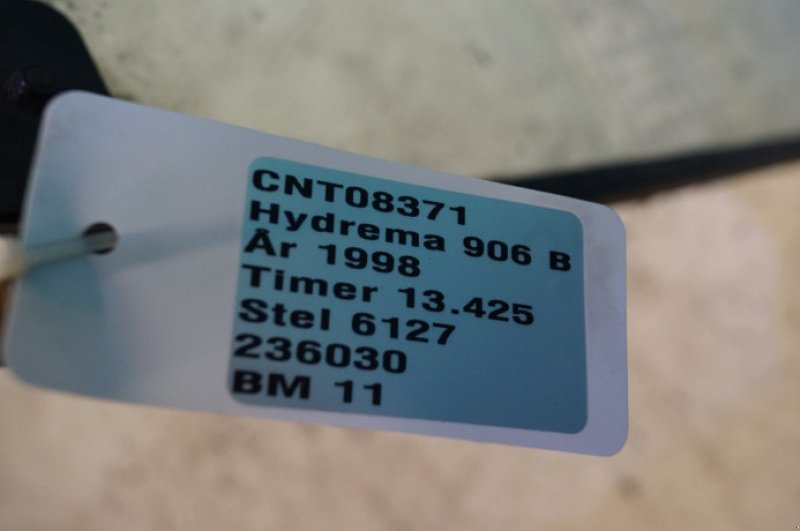 CNT08371
Hydrema 906 B
År 1998
Timer 13.425
Stel 6127
236030
BM 11